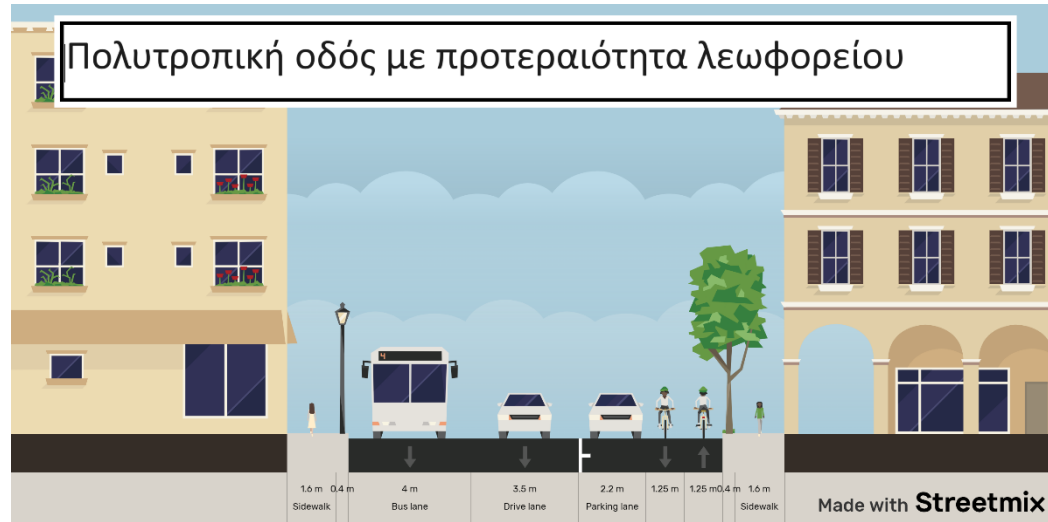 Πολυτροπική οδός με προτεραιότητα λεωφορείου
4
1.6 m 0.4 m 4 m 3.5 m 2.2 m 1.25 m 1.25 m 0.4 m 1.6 m
Sidewalk Bus lane Drive lane Parking lane Sidewalk
Made with Streetmix